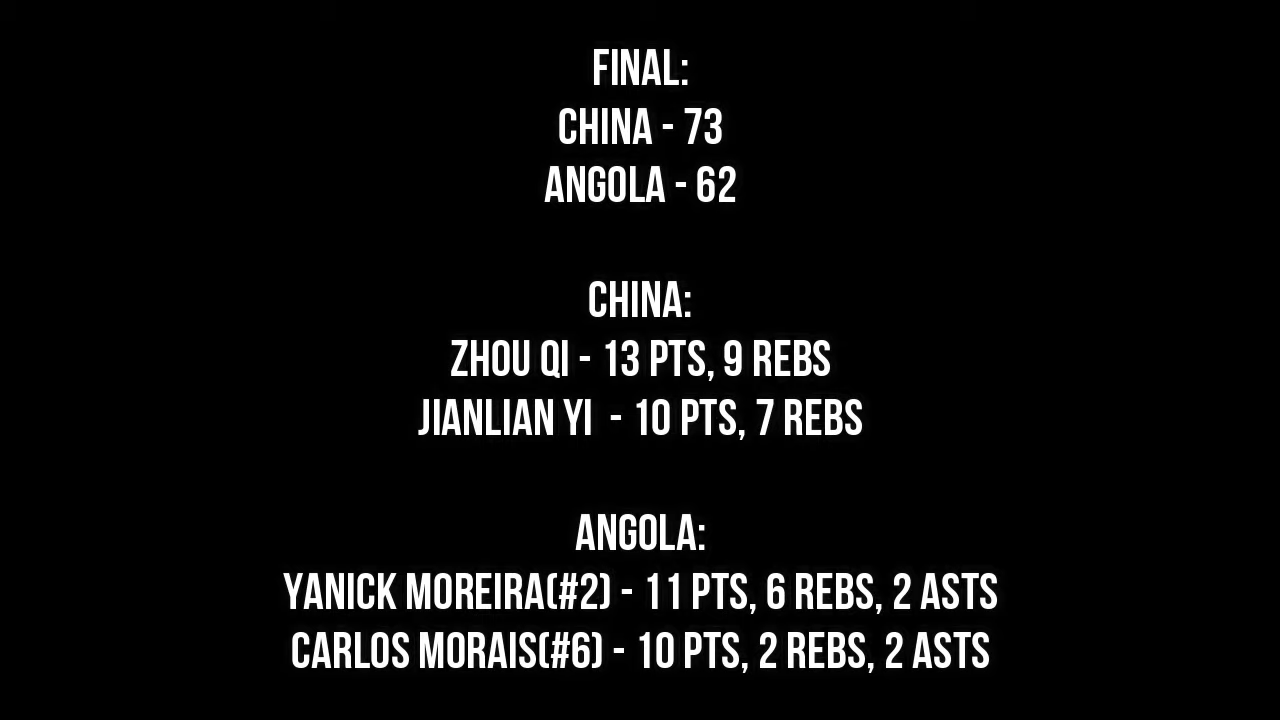 FINAL:
CHINA - 73
ANGOLA - 62
CHINA:
ZHOU QI - 13 PTS, 9 REBS
JIANLIAN YI  - 10 PTS, 7 REBS
ANGOLA:
YANICK MOREIRA(#2) - 11 PTS, 6 REBS, 2 ASTS
CARLOS MORAIS(#6) - 10 PTS, 2 REBS, 2 ASTS